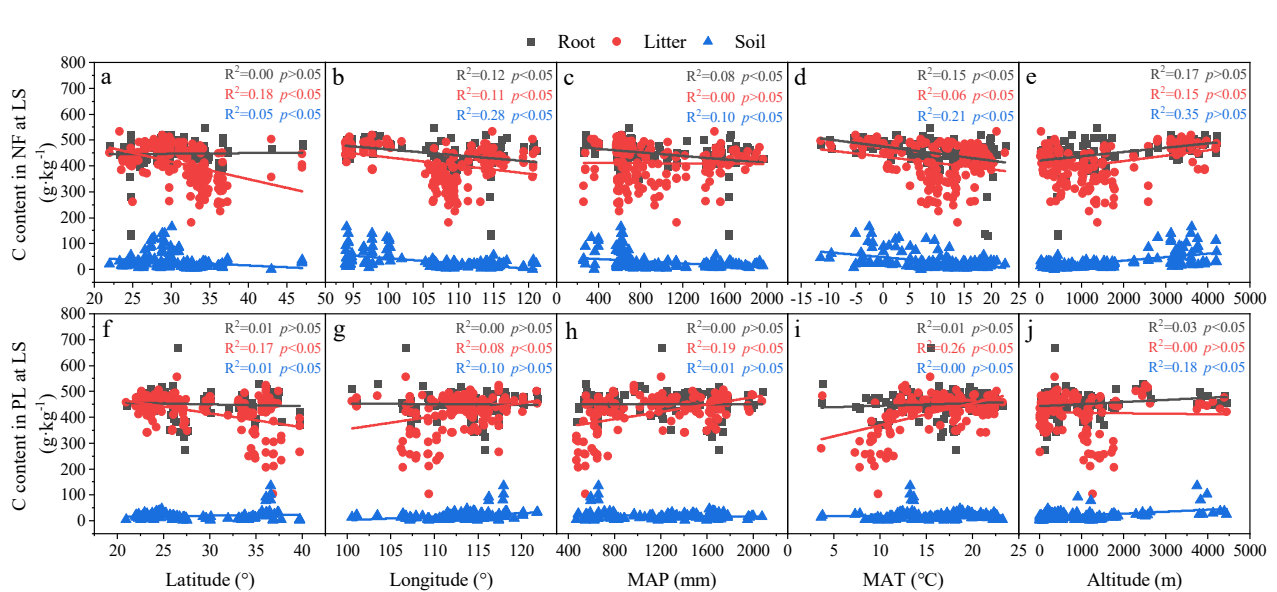 Root Litter Soil
C content in NF at LS
(g·kg⁻¹)
800
700
600
500
400
300
200
100
0
a
R²=0.00 p>0.05
R²=0.18 p<0.05
R²=0.05 p<0.05
b
R²=0.12 p<0.05
R²=0.11 p<0.05
R²=0.28 p<0.05
c
R²=0.08 p<0.05
R²=0.00 p>0.05
R²=0.10 p<0.05
d
R²=0.15 p<0.05
R²=0.06 p<0.05
R²=0.21 p<0.05
e
R²=0.17 p>0.05
R²=0.15 p<0.05
R²=0.35 p>0.05
20 25 30 35 40 45 50
95 100 105 110 115 120
0 400 800 1200 1600 2000
-15 -10 -5 0 5 10 15 20 25
0 1000 2000 3000 4000 5000
C content in PL at LS
(g·kg⁻¹)
800
700
600
500
400
300
200
100
0
f
R²=0.01 p>0.05
R²=0.17 p<0.05
R²=0.01 p>0.05
g
R²=0.00 p>0.05
R²=0.08 p<0.05
R²=0.10 p>0.05
h
R²=0.00 p>0.05
R²=0.19 p<0.05
R²=0.01 p>0.05
i
R²=0.01 p>0.05
R²=0.26 p<0.05
R²=0.00 p>0.05
j
R²=0.03 p<0.05
R²=0.00 p>0.05
R²=0.18 p<0.05
20 25 30 35 40
100 105 110 115 120
400 800 1200 1600 2000
0 5 10 15 20 25
0 1000 2000 3000 4000 5000
Latitude (°)
Longitude (°)
MAP (mm)
MAT (℃)
Altitude (m)